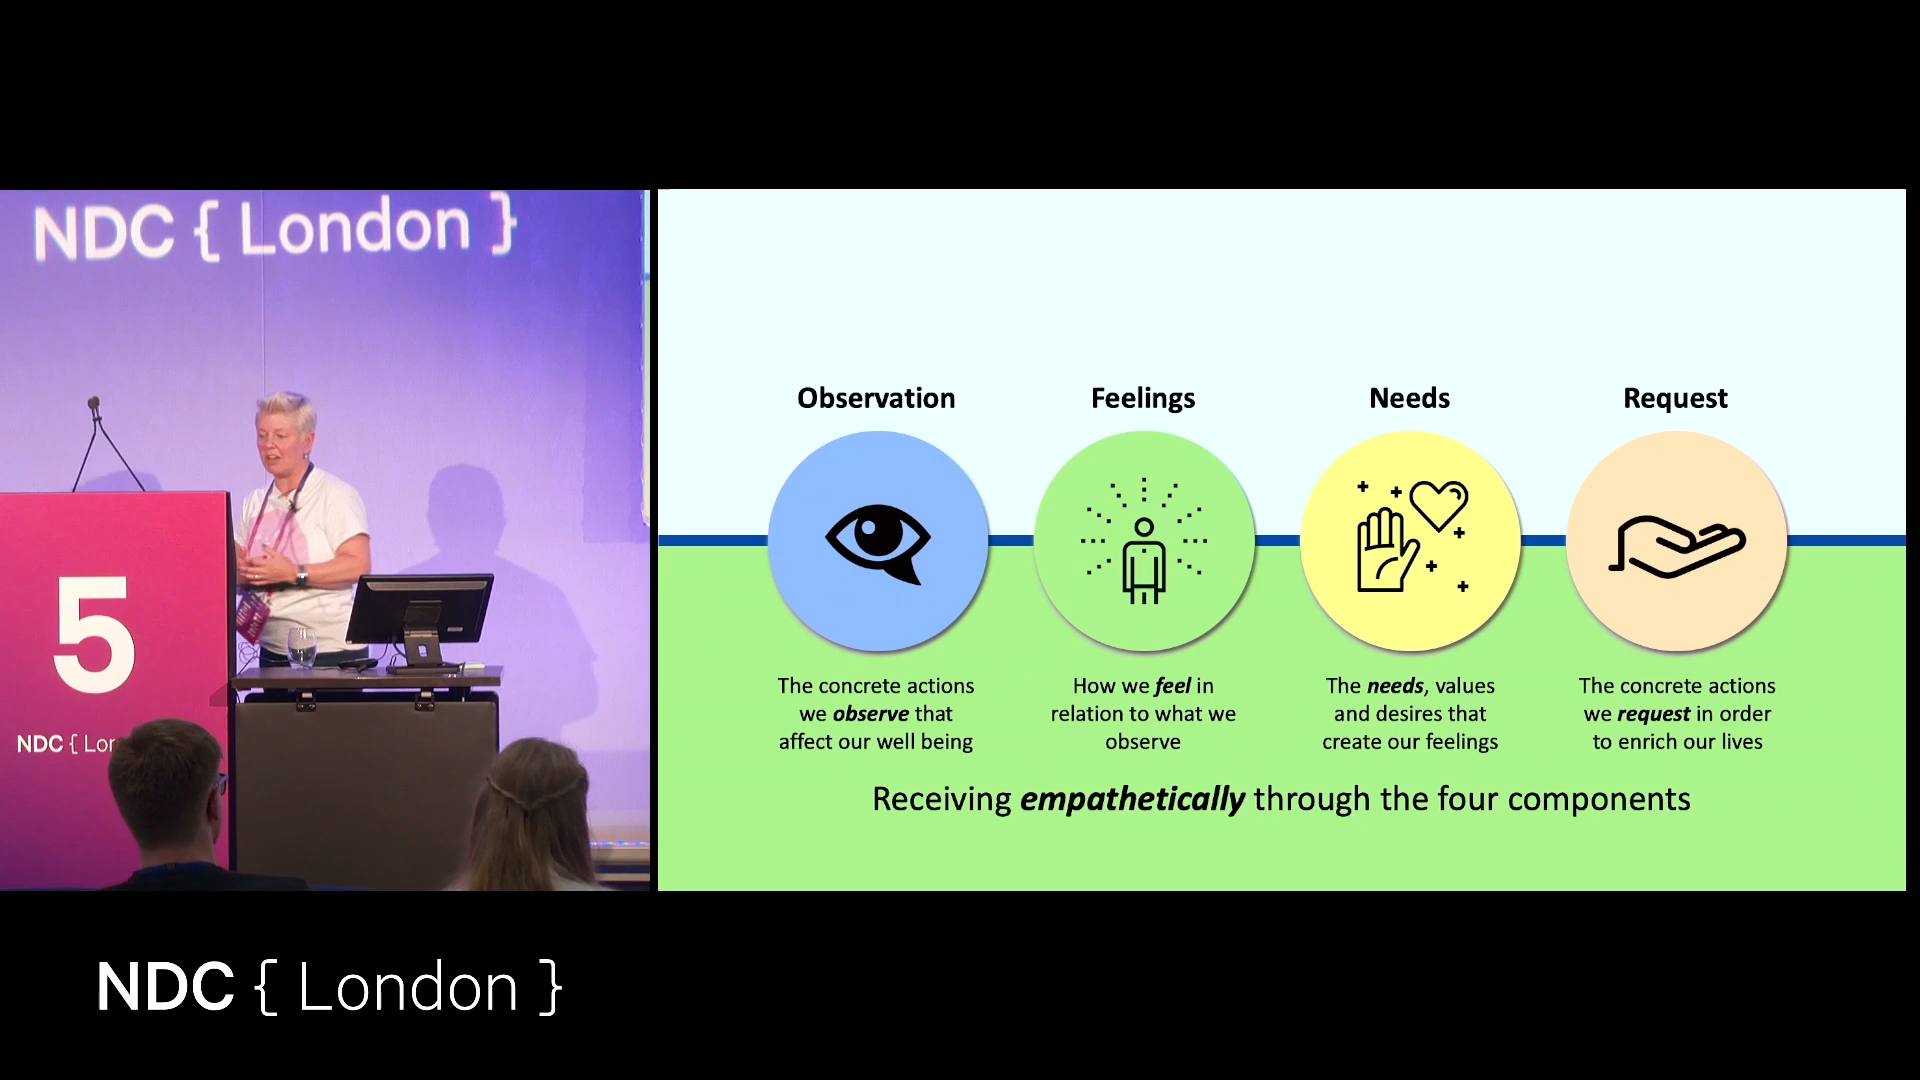 NDC { London }
5
NDC { Lor
Observation
Feelings
Needs
Request
The concrete actions
we observe that
affect our well being
How we feel in
relation to what we
observe
The needs, values
and desires that
create our feelings
The concrete actions
we request in order
to enrich our lives
Receiving empathetically through the four components
NDC { London }